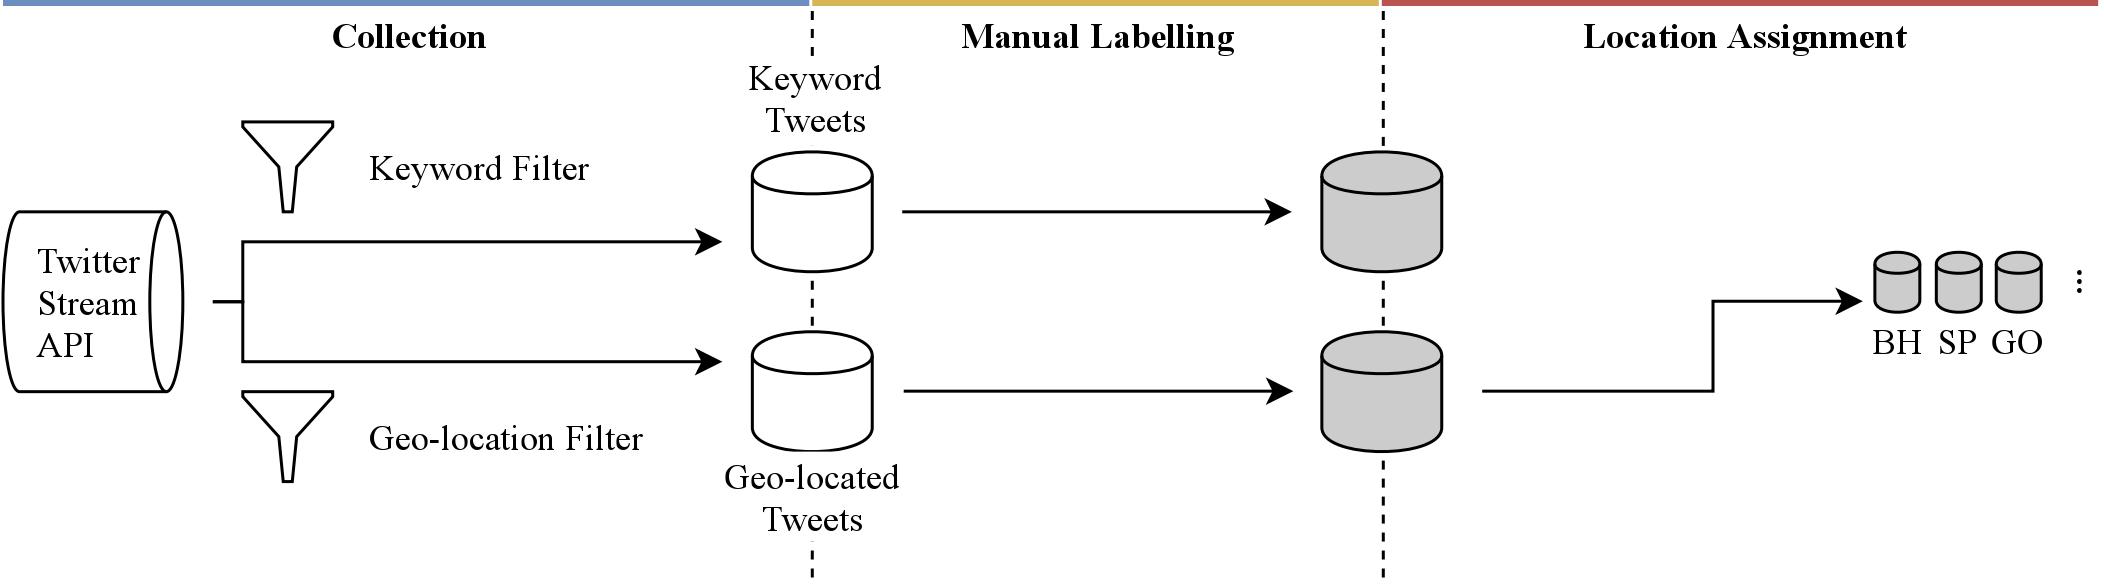 Collection
Manual Labelling
Location Assignment
Keyword
Tweets
Keyword Filter
Twitter
Stream
API
BH SP GO
...
Geo-location Filter
Geo-located
Tweets